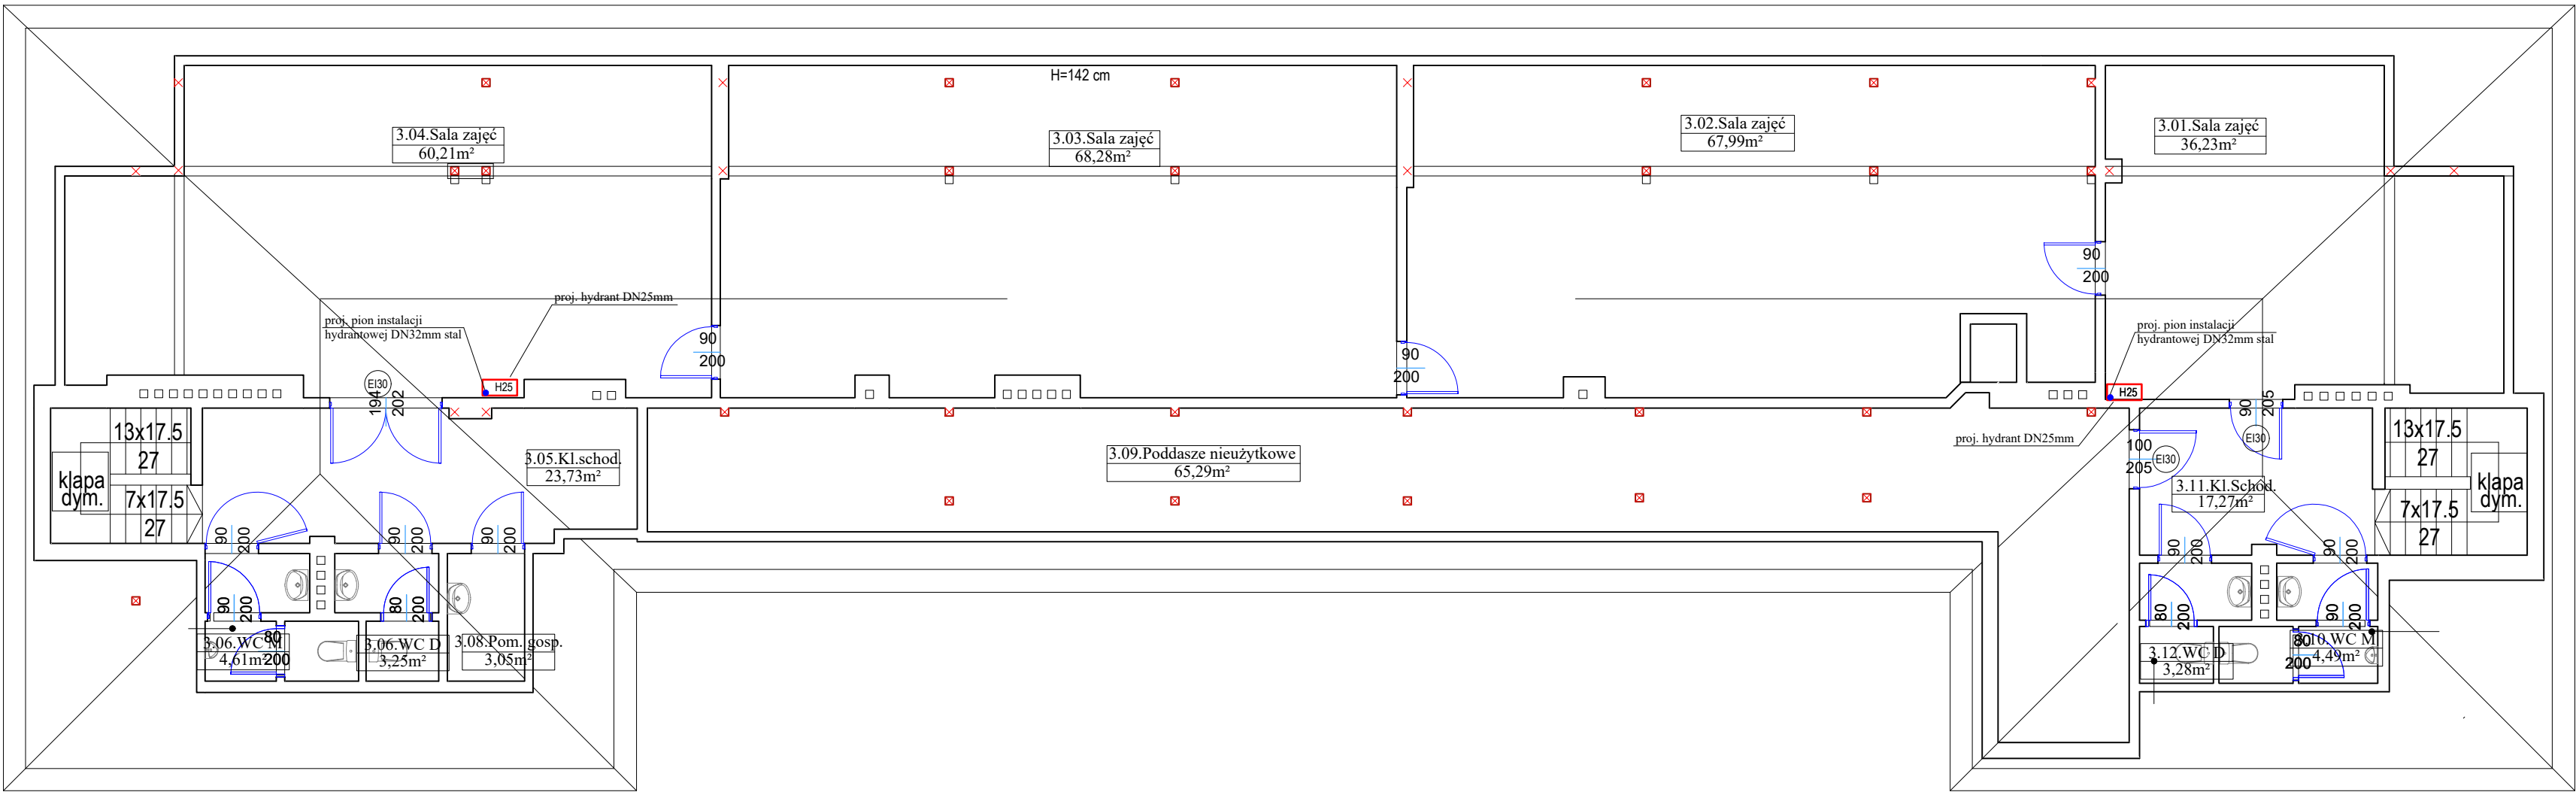 H=142 cm
3.04.Sala zajęć
60,21m²
3.03.Sala zajęć
68,28m²
3.02.Sala zajęć
67,99m²
3.01.Sala zajęć
36,23m²
proj. hydrant DN25mm
proj. pion instalacji
hydrantowej DN32mm stal
90
200
90
200
90
200
proj. pion instalacji
hydrantowej DN32mm stal
EI30
194
202
H25
H25
90
205
EI30
proj. hydrant DN25mm
100
205
EI30
13x17.5
27
7x17.5
27
klapa
dym.
3.05.Kl.schod.
23,73m²
3.09.Poddasze nieużytkowe
65,29m²
3.11.Kl.Schod.
17,27m²
13x17.5
27
7x17.5
27
klapa
dym.
90
200
90
200
90
200
90
200
90
200
90
200
80
200
80
200
90
200
3.06.WC M
4,61m²
80
200
3.06.WC D
3,25m²
3.08.Pom. gosp.
3,05m²
3.12.WC D
3,28m²
80
200
10.WC M
4,49m²